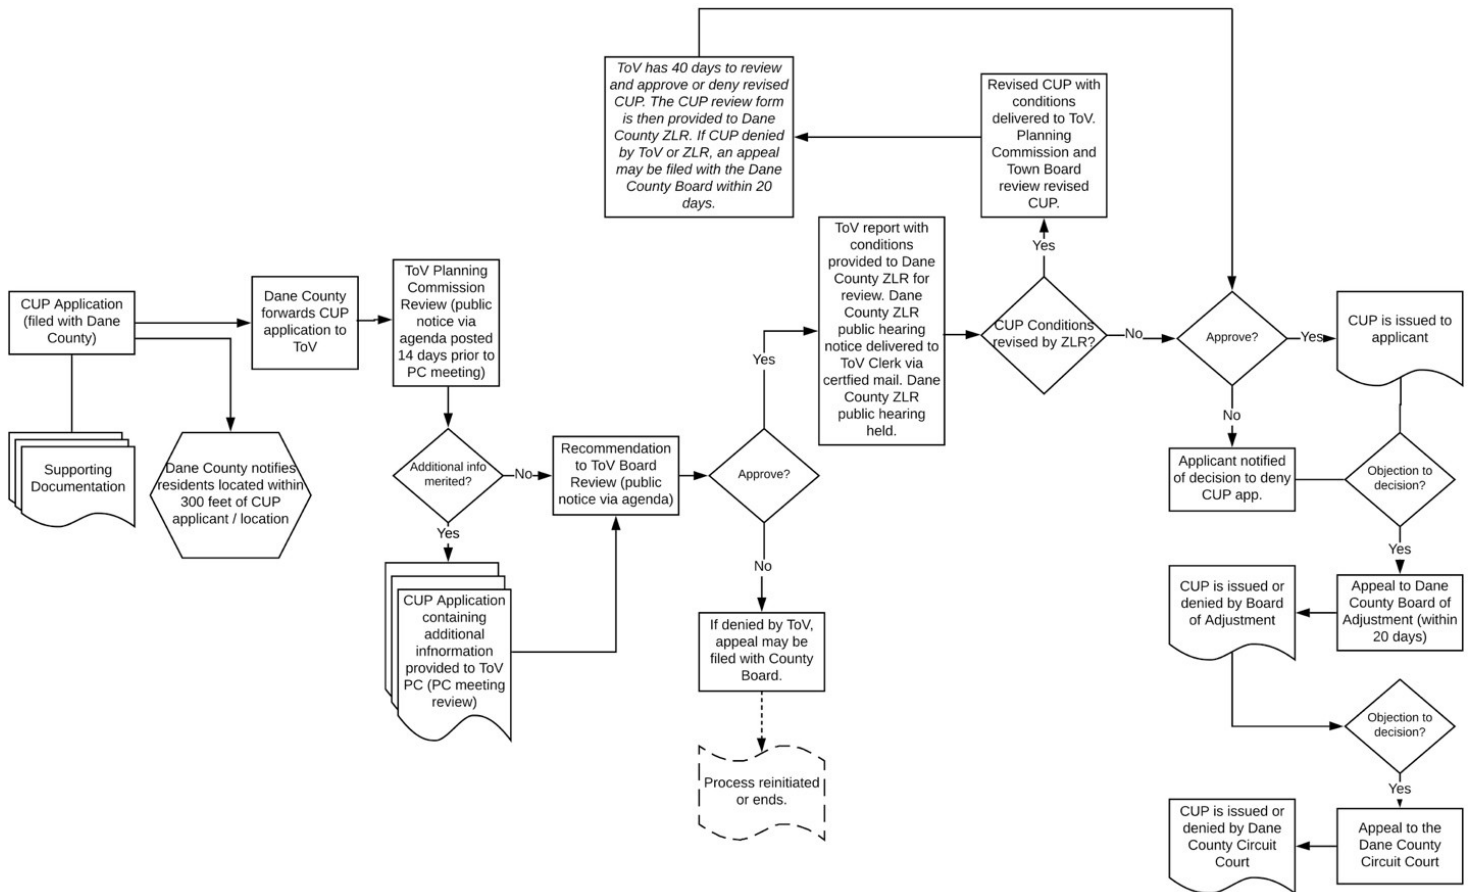 CUP Application
(filed with Dane
County)
Supporting
Documentation
Dane County notifies
residents located within
300 feet of CUP
applicant / location
Dane County
forwards CUP
application to
ToV
ToV Planning
Commission
Review (public
notice via
agenda posted
14 days prior to
PC meeting)
Additional info
merited?
No
Yes
CUP Application
containing
additional
infnormation
provided to ToV
PC (PC meeting
review)
Recommendation
to ToV Board
Review (public
notice via agenda)
Approve?
Yes
No
If denied by ToV,
appeal may be
filed with County
Board.
Process reinitiated
or ends.
ToV report with
conditions
provided to Dane
County ZLR for
review. Dane
County ZLR
public hearing
notice delivered to
ToV Clerk via
certfied mail. Dane
County ZLR
public hearing
held.
CUP Conditions
revised by ZLR?
Yes
No
Revised CUP with
conditions
delivered to ToV.
Planning
Commission and
Town Board
review revised
CUP.
ToV has 40 days to review
and approve or deny revised
CUP. The CUP review form
is then provided to Dane
County ZLR. If CUP denied
by ToV or ZLR, an appeal
may be filed with the Dane
County Board within 20
days.
Approve?
Yes
No
CUP is issued to
applicant
Applicant notified
of decision to deny
CUP app.
Objection to
decision?
Yes
Appeal to Dane
County Board of
Adjustment (within
20 days)
CUP is issued or
denied by Board
of Adjustment
Objection to
decision?
Yes
Appeal to the
Dane County
Circuit Court
CUP is issued or
denied by Dane
County Circuit
Court